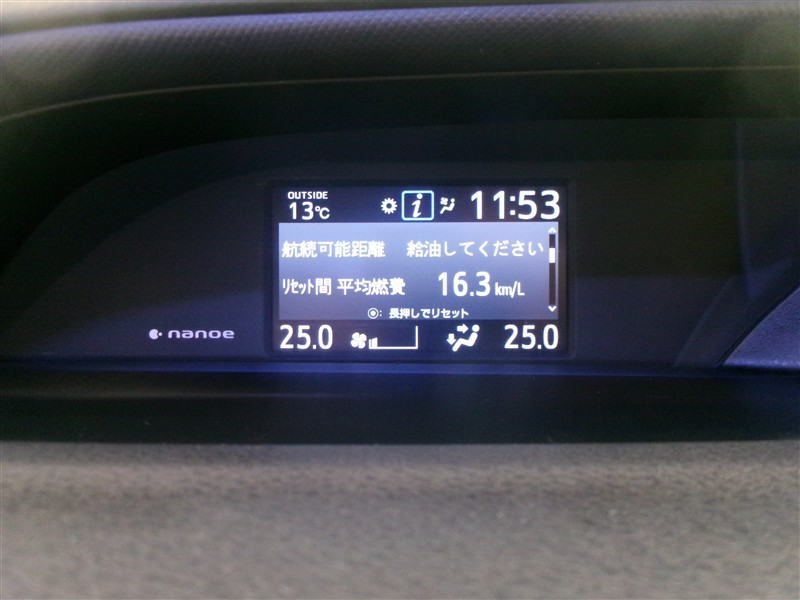 OUTSIDE
13℃
i
11:53
航続可能距離 給油してください
リセット間 平均燃費 16.3 km/L
◉: 長押しでリセット
nanoe
25.0
25.0